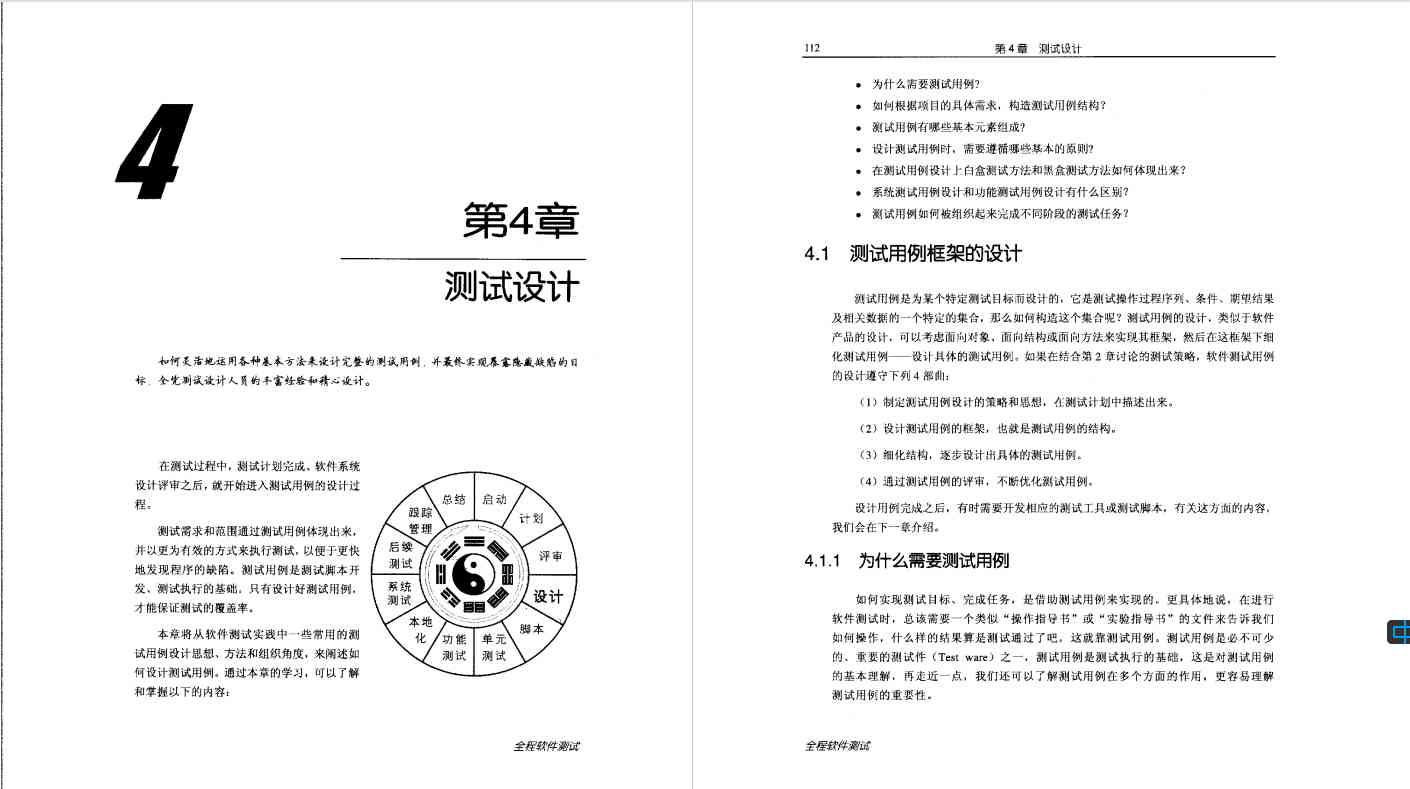 4
第4章
测试设计
如何灵活地运用各种基本方法来设计完整的测试用例，并最终实现暴露隐藏缺陷的目
标，全凭测试设计人员的丰富经验和精心设计。
在测试过程中，测试计划完成、软件系统
设计评审之后，就开始进入测试用例的设计过
程。
测试需求和范围通过测试用例体现出来，
并以更为有效的方式来执行测试，以便于更快
地发现程序的缺陷。测试用例是测试脚本开
发、测试执行的基础。只有设计好测试用例，
才能保证测试的覆盖率。
本章将从软件测试实践中一些常用的测
试用例设计思想、方法和组织角度，来阐述如
何设计测试用例。通过本章的学习，可以了解
和掌握以下的内容：
启动
计划
评审
设计
脚本
单元
测试
功能
测试
本地
化
系统
测试
后续
测试
跟踪
管理
总结
全程软件测试
112
第 4 章 测试设计
● 为什么需要测试用例？
● 如何根据项目的具体需求，构造测试用例结构？
● 测试用例有哪些基本元素组成？
● 设计测试用例时，需要遵循哪些基本的原则？
● 在测试用例设计上白盒测试方法和黑盒测试方法如何体现出来？
● 系统测试用例设计和功能测试用例设计有什么区别？
● 测试用例如何被组织起来完成不同阶段的测试任务？
4.1 测试用例框架的设计
测试用例是为某个特定测试目标而设计的，它是测试操作过程序列、条件、期望结果
及相关数据的一个特定的集合，那么如何构造这个集合呢？测试用例的设计，类似于软件
产品的设计，可以考虑面向对象、面向结构或面向方法来实现其框架，然后在这框架下细
化测试用例——设计具体的测试用例。如果在结合第 2 章讨论的测试策略，软件测试用例
的设计遵守下列 4 部曲：
（1）制定测试用例设计的策略和思想，在测试计划中描述出来。
（2）设计测试用例的框架，也就是测试用例的结构。
（3）细化结构，逐步设计出具体的测试用例。
（4）通过测试用例的评审，不断优化测试用例。
设计用例完成之后，有时需要开发相应的测试工具或测试脚本，有关这方面的内容，
我们会在下一章介绍。
4.1.1 为什么需要测试用例
如何实现测试目标、完成任务，是借助测试用例来实现的。更具体地说，在进行
软件测试时，总该需要一个类似“操作指导书”或“实验指导书”的文件来告诉我们
如何操作，什么样的结果算是测试通过了吧，这就靠测试用例。测试用例是必不可少
的、重要的测试件（Test ware）之一，测试用例是测试执行的基础，这是对测试用例
的基本理解，再走近一点，我们还可以了解测试用例在多个方面的作用，更容易理解
测试用例的重要性。
全程软件测试
中